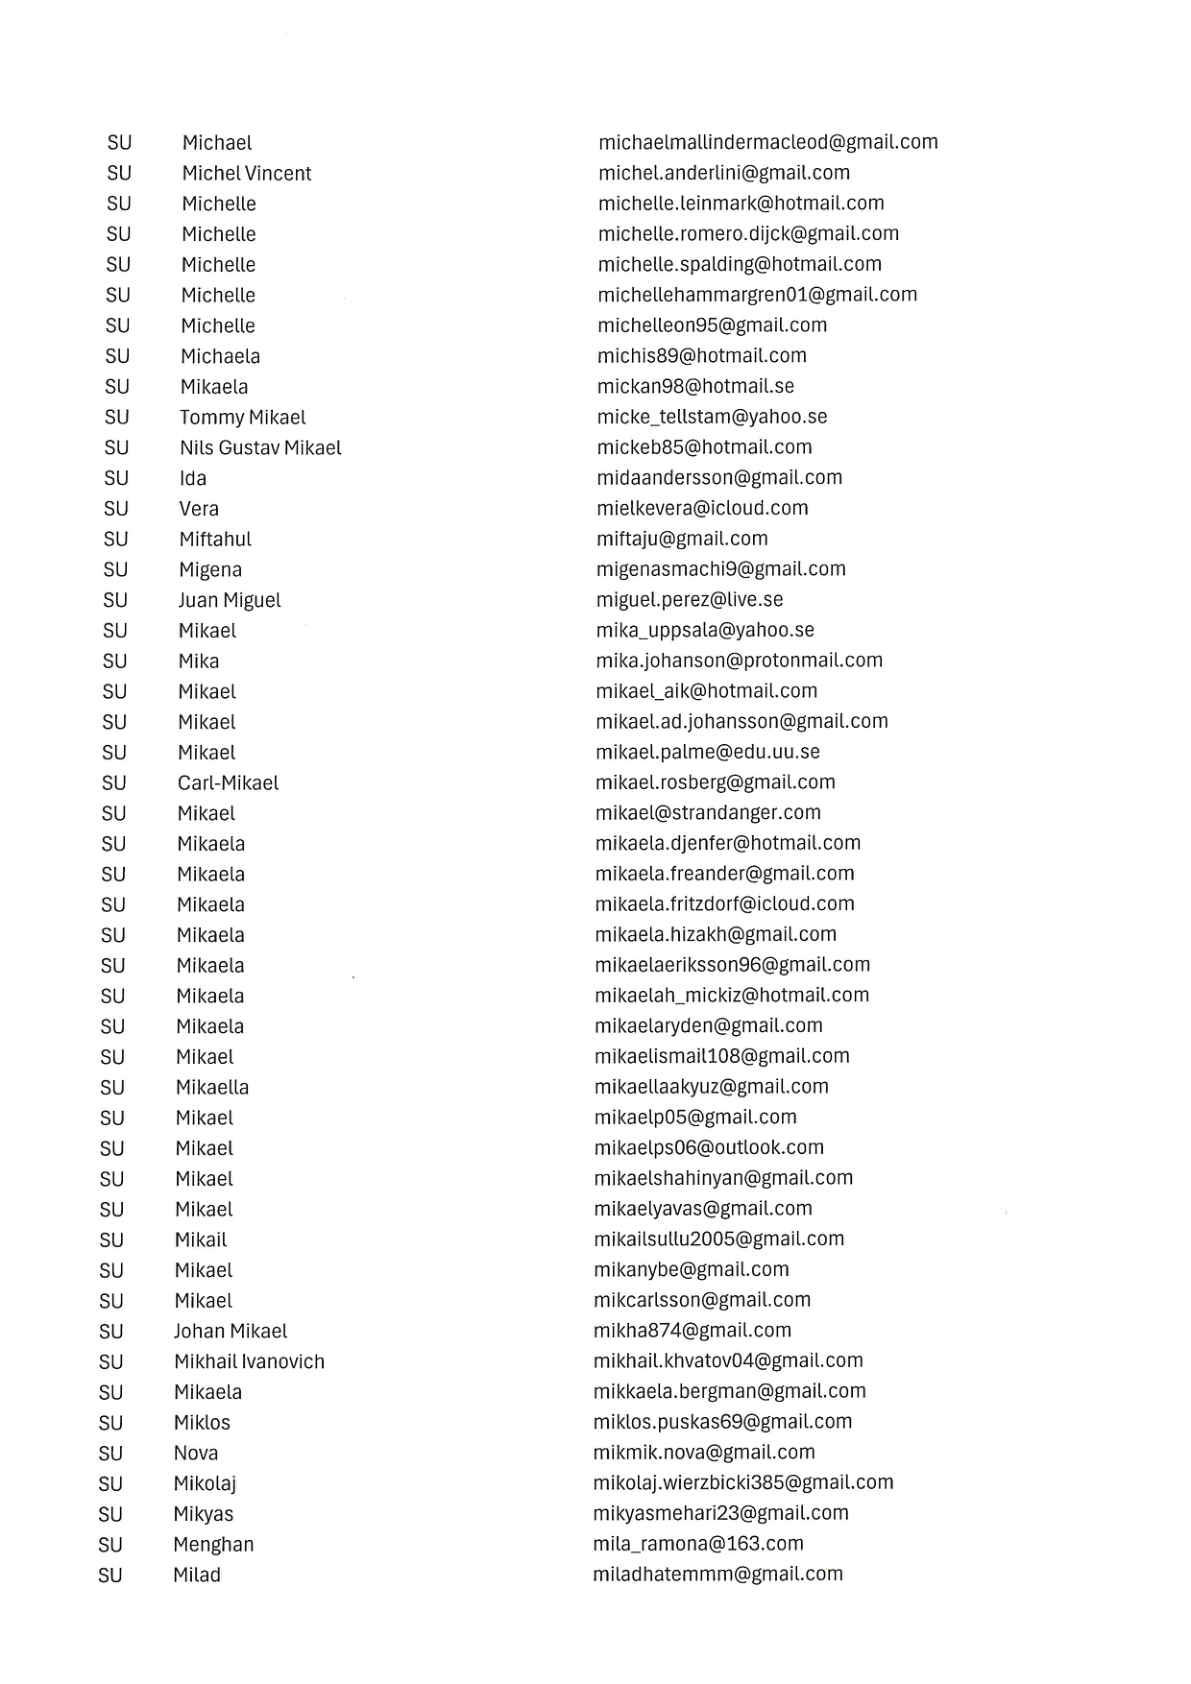 SU Michael michaelmallindermacleod@gmail.com
SU Michel Vincent michel.anderlini@gmail.com
SU Michelle michelle.leinmark@hotmail.com
SU Michelle michelle.romero.dijck@gmail.com
SU Michelle michelle.spalding@hotmail.com
SU Michelle michellehammargren01@gmail.com
SU Michelle michelleon95@gmail.com
SU Michaela michis89@hotmail.com
SU Mikaela mickan98@hotmail.se
SU Tommy Mikael micke_tellstam@yahoo.se
SU Nils Gustav Mikael mickeb85@hotmail.com
SU Ida midaandersson@gmail.com
SU Vera mielkevera@icloud.com
SU Miftahul miftaju@gmail.com
SU Migena migenasmachi9@gmail.com
SU Juan Miguel miguel.perez@live.se
SU Mikael mika_uppsala@yahoo.se
SU Mika mika.johanson@protonmail.com
SU Mikael mikael_aik@hotmail.com
SU Mikael mikael.ad.johansson@gmail.com
SU Mikael mikael.palme@edu.uu.se
SU Carl-Mikael mikael.rosberg@gmail.com
SU Mikael mikael@strandanger.com
SU Mikaela mikaela.djenfer@hotmail.com
SU Mikaela mikaela.freander@gmail.com
SU Mikaela mikaela.fritzdorf@icloud.com
SU Mikaela mikaela.hizakh@gmail.com
SU Mikaela mikaelaeriksson96@gmail.com
SU Mikaela mikaelah_mickiz@hotmail.com
SU Mikaela mikaelaryden@gmail.com
SU Mikael mikaelismail108@gmail.com
SU Mikaella mikaellaakyuz@gmail.com
SU Mikael mikaelp05@gmail.com
SU Mikael mikaelps06@outlook.com
SU Mikael mikaelshahinyan@gmail.com
SU Mikael mikaelyavas@gmail.com
SU Mikail mikailsullu2005@gmail.com
SU Mikael mikanybe@gmail.com
SU Mikael mikcarlsson@gmail.com
SU Johan Mikael mikha874@gmail.com
SU Mikhail Ivanovich mikhail.khvatov04@gmail.com
SU Mikaela mikkaela.bergman@gmail.com
SU Miklos miklos.puskas69@gmail.com
SU Nova mikmik.nova@gmail.com
SU Mikolaj mikolaj.wierzbicki385@gmail.com
SU Mikyas mikyasmehari23@gmail.com
SU Menghan mila_ramona@163.com
SU Milad miladhatemmm@gmail.com